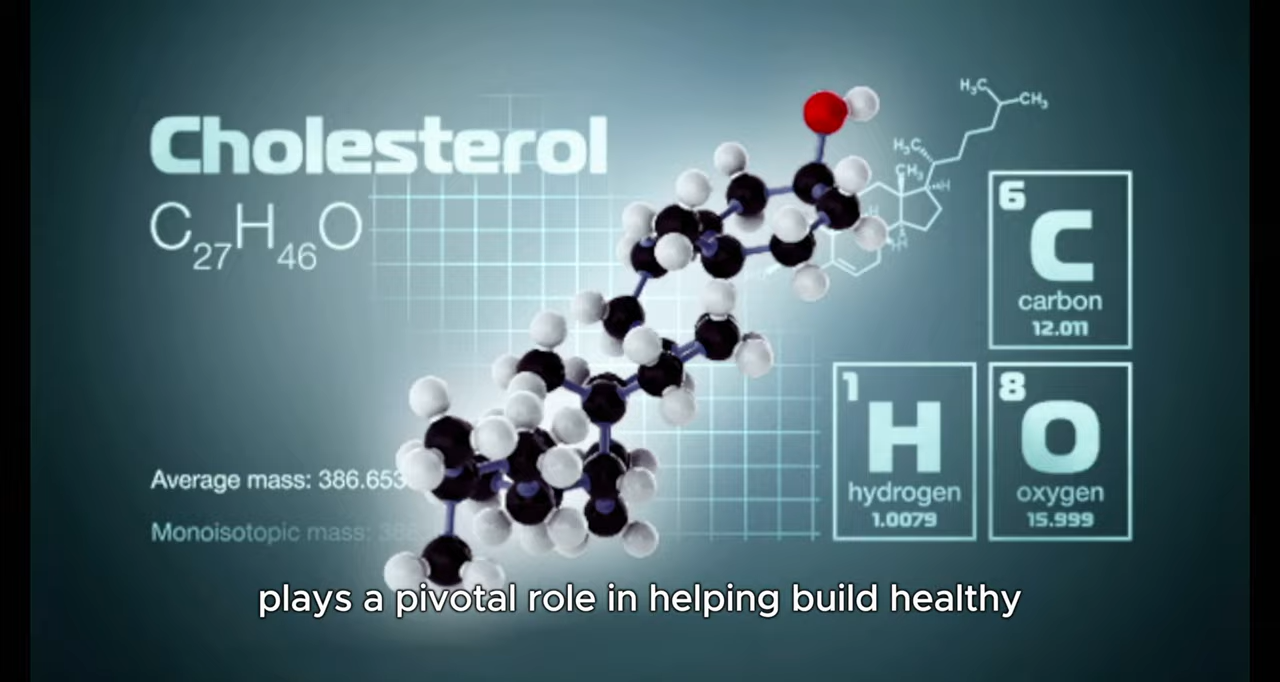 Cholesterol
C27H46O
H3C
CH3
H3C
CH3
H
H
H
6
C
carbon
12.011
1
H
hydrogen
1.0079
8
O
oxygen
15.999
Average mass: 386.653
Monoisotopic mass:
plays a pivotal role in helping build healthy